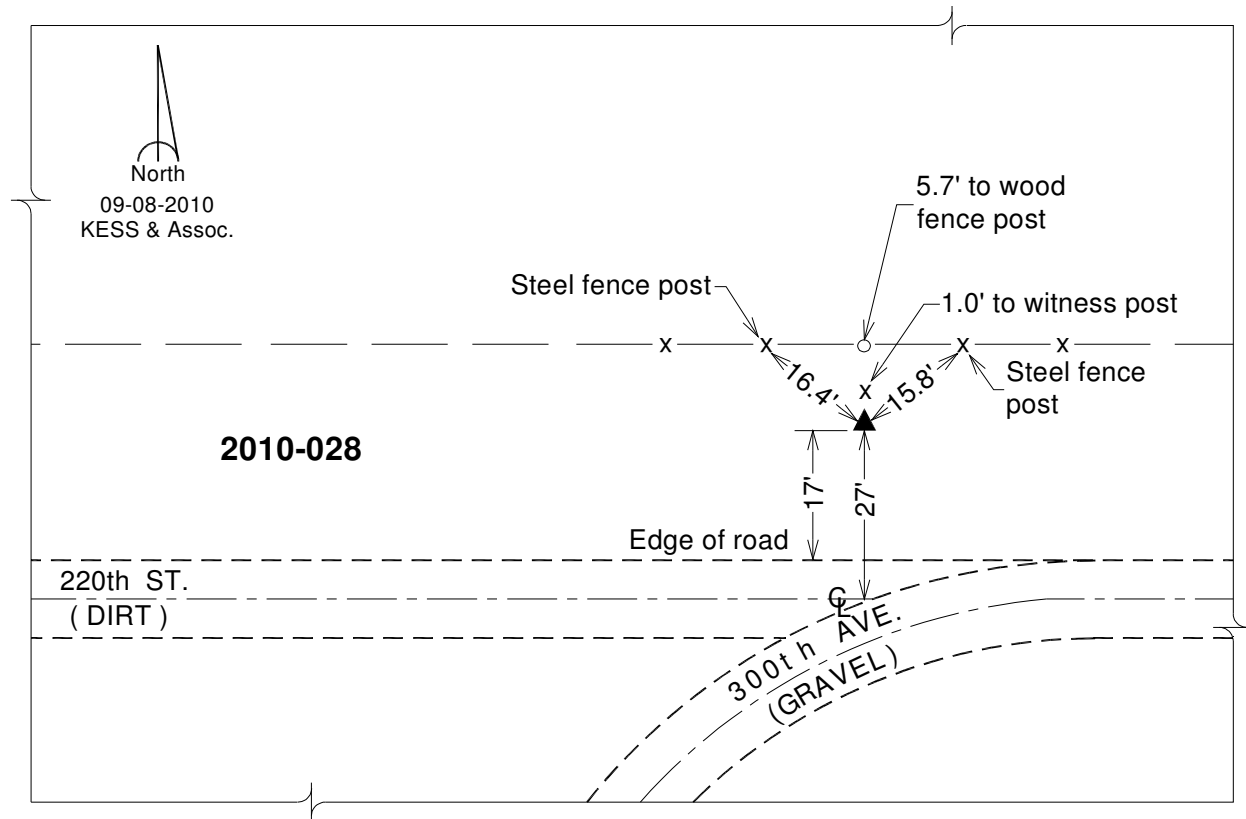 North
09-08-2010
KESS & Assoc.
5.7' to wood
fence post
Steel fence post
1.0' to witness post
x
x
x
x
x
16.4'
15.8'
Steel fence
post
2010-028
17'
27'
Edge of road
220th ST.
( DIRT )
℄
300th AVE.
(GRAVEL)